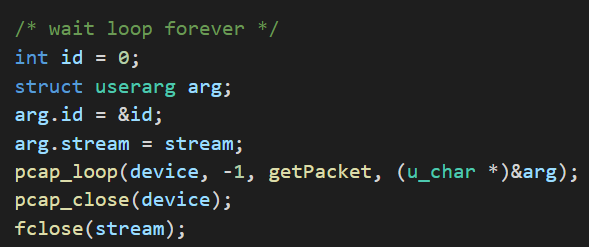 /* wait loop forever */
int id = 0;
struct userarg arg;
arg.id = &id;
arg.stream = stream;
pcap_loop(device, -1, getPacket, (u_char *)&arg);
pcap_close(device);
fclose(stream);